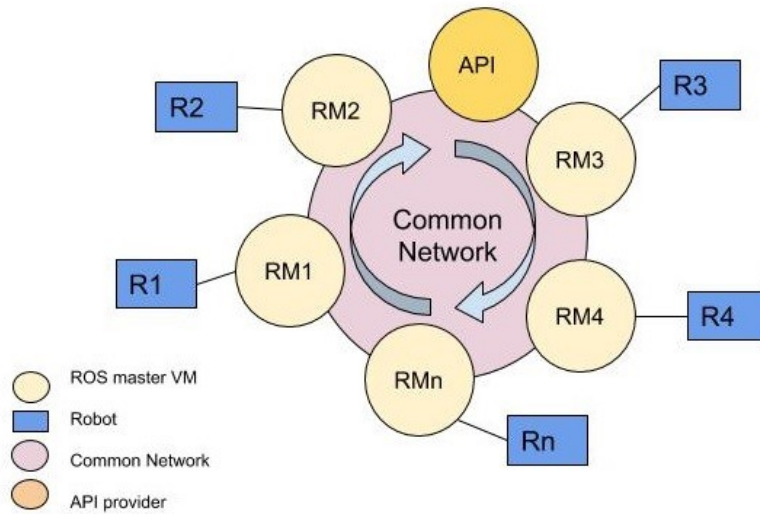 API
R2
RM2
R3
RM3
Common
Network
R1
RM1
RM4
R4
RMn
Rn
ROS master VM
Robot
Common Network
API provider